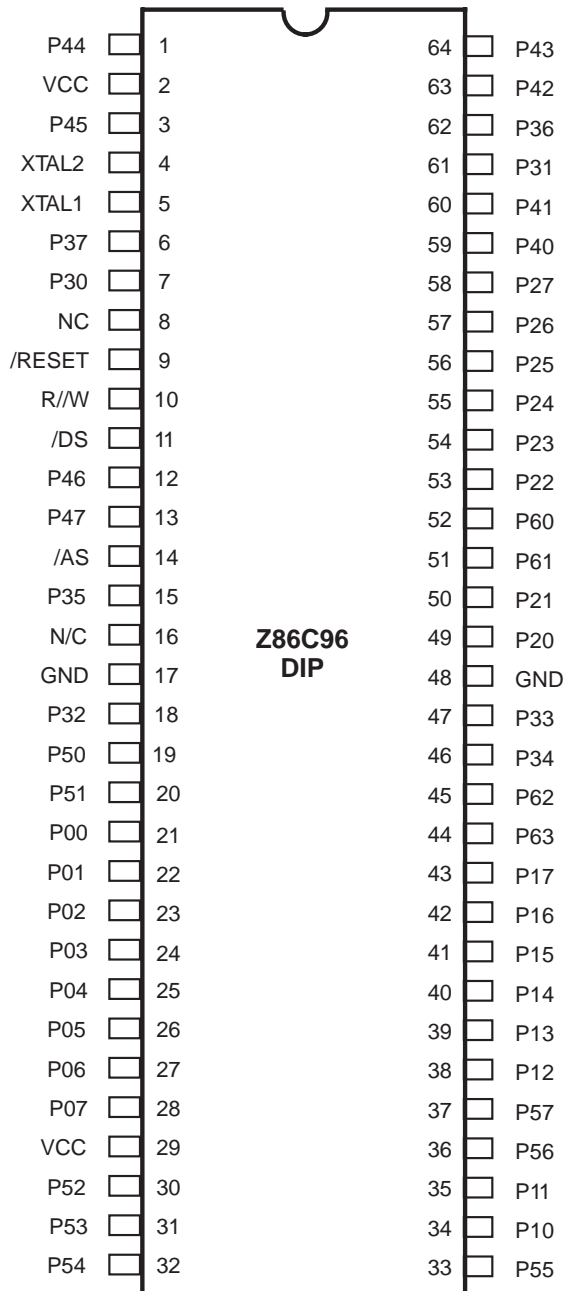 P44 1 64 P43
VCC 2 63 P42
P45 3 62 P36
XTAL2 4 61 P31
XTAL1 5 60 P41
P37 6 59 P40
P30 7 58 P27
NC 8 57 P26
/RESET 9 56 P25
R//W 10 55 P24
/DS 11 54 P23
P46 12 53 P22
P47 13 52 P60
/AS 14 51 P61
P35 15 50 P21
N/C 16 Z86C96 49 P20
GND 17 DIP 48 GND
P32 18 47 P33
P50 19 46 P34
P51 20 45 P62
P00 21 44 P63
P01 22 43 P17
P02 23 42 P16
P03 24 41 P15
P04 25 40 P14
P05 26 39 P13
P06 27 38 P12
P07 28 37 P57
VCC 29 36 P56
P52 30 35 P11
P53 31 34 P10
P54 32 33 P55